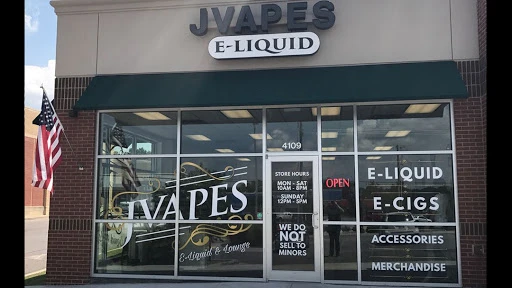 JVAPES
E-LIQUID
4109
STORE HOURS
MON - SAT
10AM - 8PM
SUNDAY
12PM - 5PM
WE DO
NOT
SELL TO
MINORS
OPEN
JVAPES
E-Liquid & Lounge
E-LIQUID
E-CIGS
ACCESSORIES
MERCHANDISE